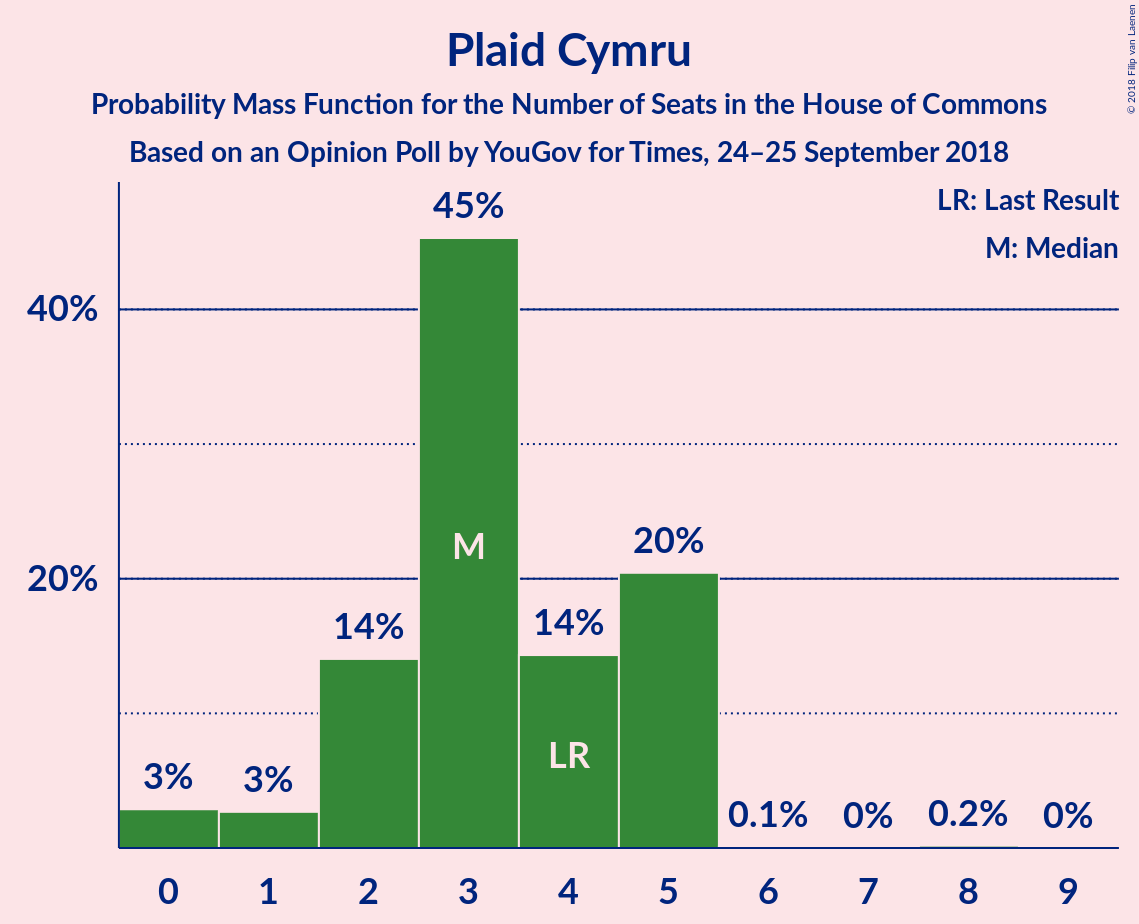 Plaid Cymru
Probability Mass Function for the Number of Seats in the House of Commons
Based on an Opinion Poll by YouGov for Times, 24–25 September 2018
© 2018 Filip van Laenen
LR: Last Result
M: Median
45%
40%
M
20%
20%
14%
14%
LR
3%
3%
0.1%
0%
0.2%
0%
0 1 2 3 4 5 6 7 8 9